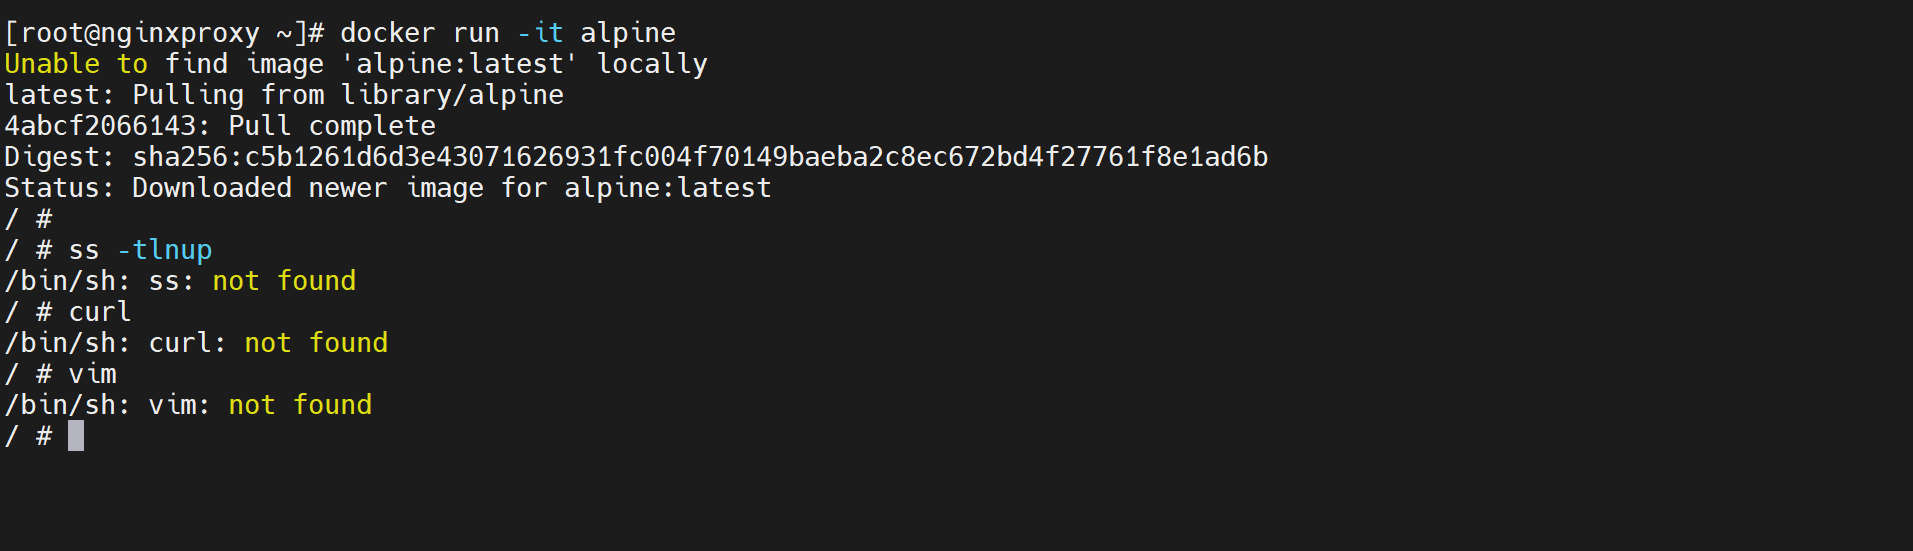 [root@nginxproxy ~]# docker run -it alpine
Unable to find image 'alpine:latest' locally
latest: Pulling from library/alpine
4abcf2066143: Pull complete
Digest: sha256:c5b1261d6d3e43071626931fc004f70149baeba2c8ec672bd4f27761f8e1ad6b
Status: Downloaded newer image for alpine:latest
/ #
/ # ss -tlnup
/bin/sh: ss: not found
/ # curl
/bin/sh: curl: not found
/ # vim
/bin/sh: vim: not found
/ #